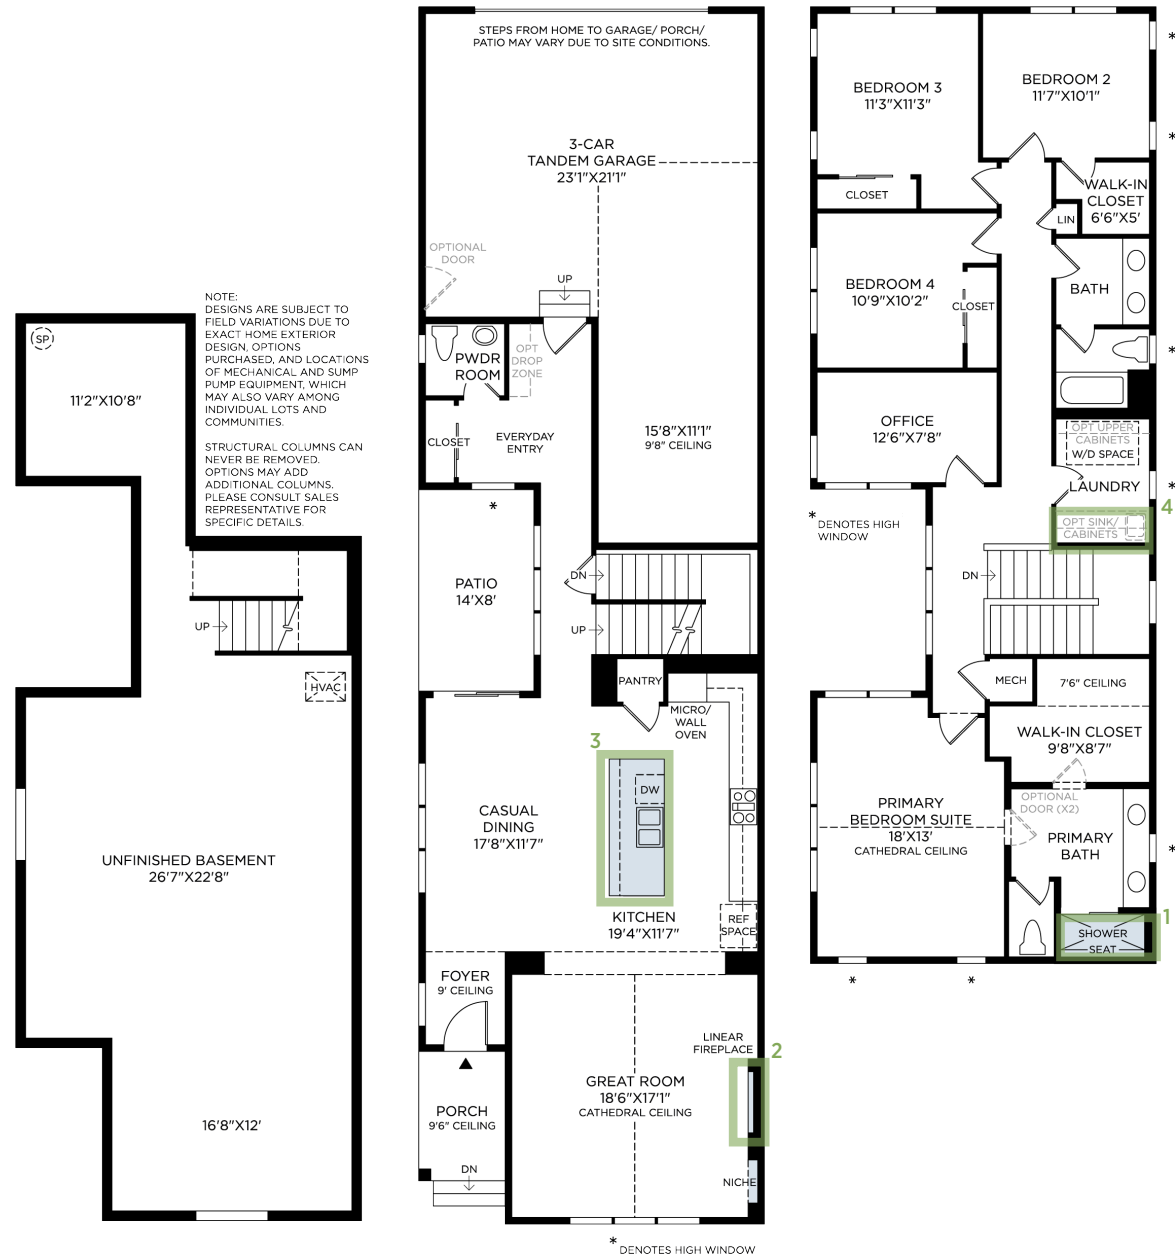 SP
11'2"X10'8"
NOTE:
DESIGNS ARE SUBJECT TO
FIELD VARIATIONS DUE TO
EXACT HOME EXTERIOR
DESIGN, OPTIONS
PURCHASED, AND LOCATIONS
OF MECHANICAL AND SUMP
PUMP EQUIPMENT, WHICH
MAY ALSO VARY AMONG
INDIVIDUAL LOTS AND
COMMUNITIES.
STRUCTURAL COLUMNS CAN
NEVER BE REMOVED.
OPTIONS MAY ADD
ADDITIONAL COLUMNS.
PLEASE CONSULT SALES
REPRESENTATIVE FOR
SPECIFIC DETAILS.
UP
HVAC
UNFINISHED BASEMENT
26'7"X22'8"
16'8"X12'
STEPS FROM HOME TO GARAGE/ PORCH/
PATIO MAY VARY DUE TO SITE CONDITIONS.
3-CAR
TANDEM GARAGE
23'1"X21'1"
OPTIONAL
DOOR
UP
PWDR
ROOM
OPT
DROP
ZONE
CLOSET
EVERYDAY
ENTRY
15'8"X11'1"
9'8" CEILING
*
PATIO
14'X8'
DN
UP
PANTRY
MICRO/
WALL
OVEN
3
DW
CASUAL
DINING
17'8"X11'7"
KITCHEN
19'4"X11'7"
REF
SPACE
FOYER
9' CEILING
LINEAR
FIREPLACE
2
GREAT ROOM
18'6"X17'1"
CATHEDRAL CEILING
PORCH
9'6" CEILING
DN
NICHE
* DENOTES HIGH WINDOW
BEDROOM 3
11'3"X11'3"
BEDROOM 2
11'7"X10'1"
*
*
CLOSET
WALK-IN
CLOSET
6'6"X5'
LIN
BEDROOM 4
10'9"X10'2"
CLOSET
BATH
*
OFFICE
12'6"X7'8"
OPT UPPER
CABINETS
W/D SPACE
LAUNDRY
*
4
OPT SINK/
CABINETS
* DENOTES HIGH
WINDOW
DN
MECH
7'6" CEILING
WALK-IN CLOSET
9'8"X8'7"
OPTIONAL
DOOR (X2)
PRIMARY
BEDROOM SUITE
18'X13'
CATHEDRAL CEILING
PRIMARY
BATH
*
1
SHOWER
SEAT
*
*